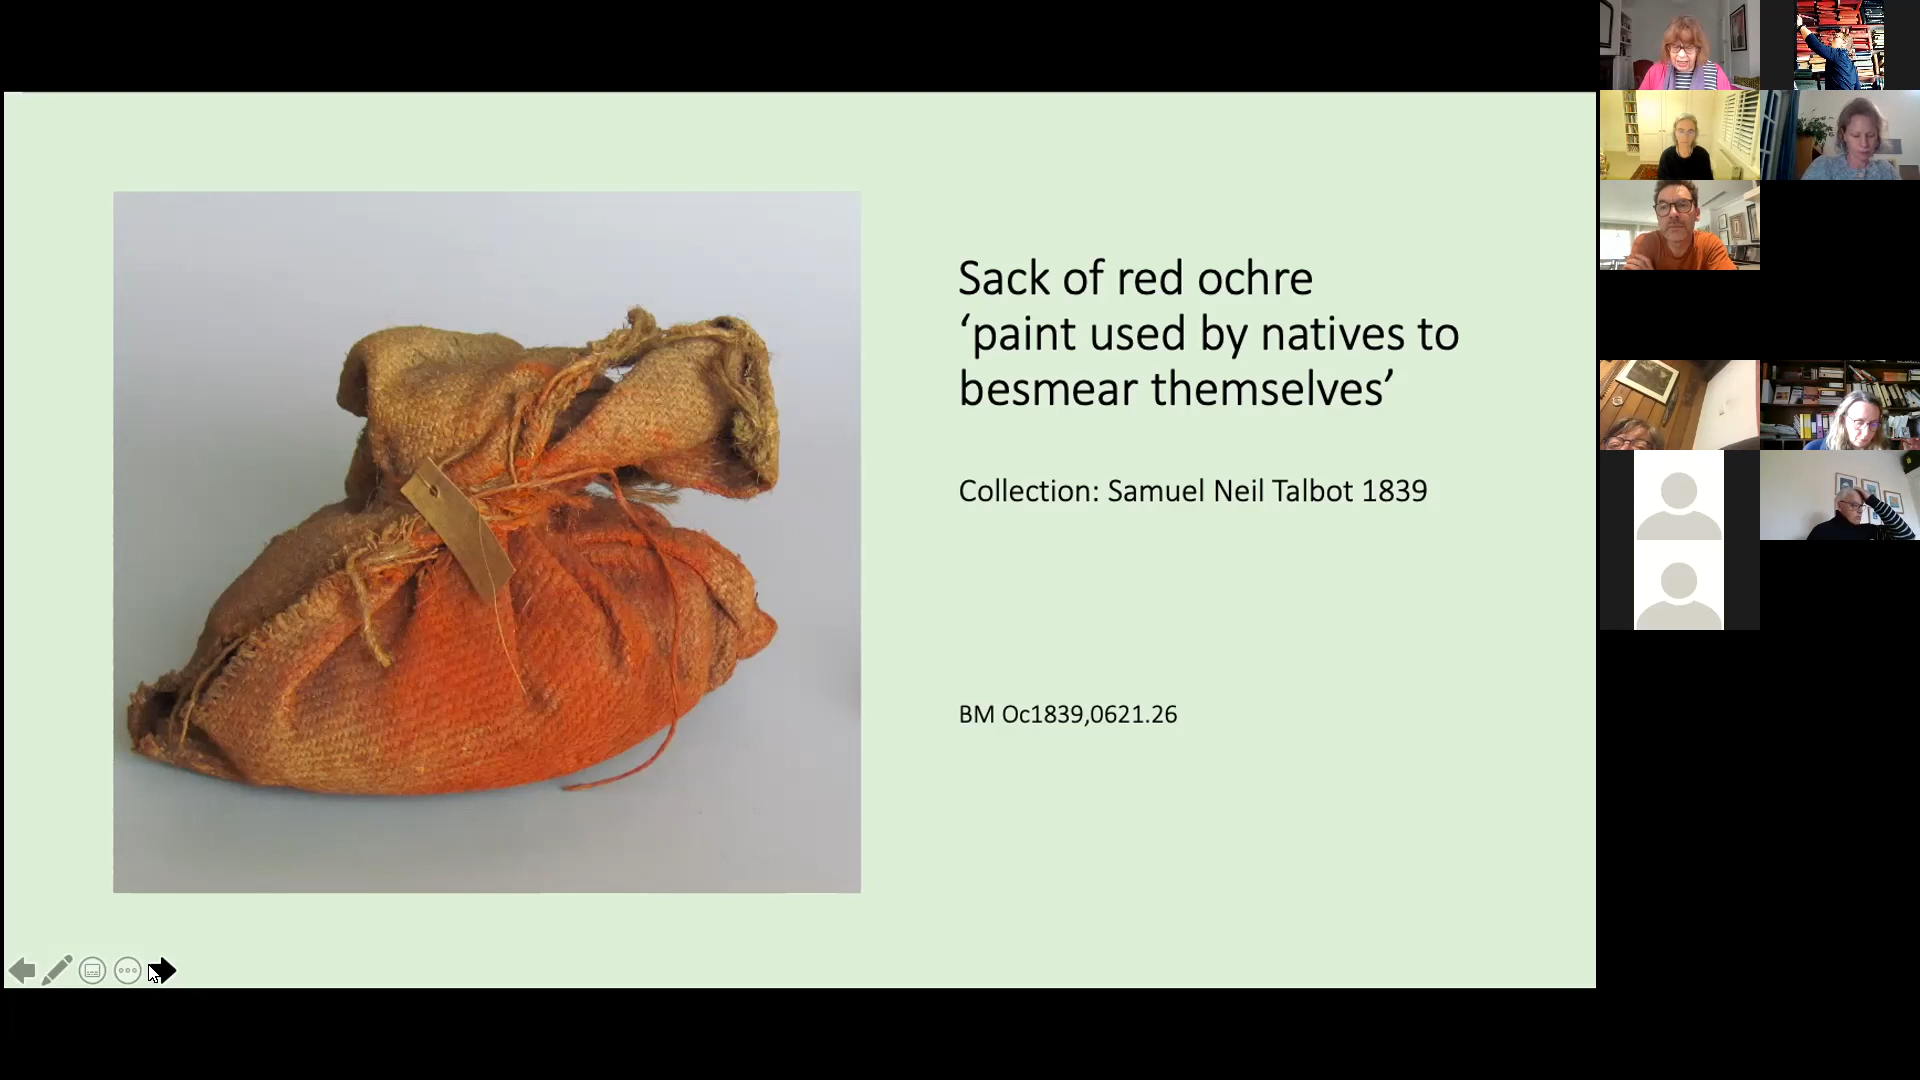 Sack of red ochre
‘paint used by natives to
besmear themselves’
Collection: Samuel Neil Talbot 1839
BM Oc1839,0621.26